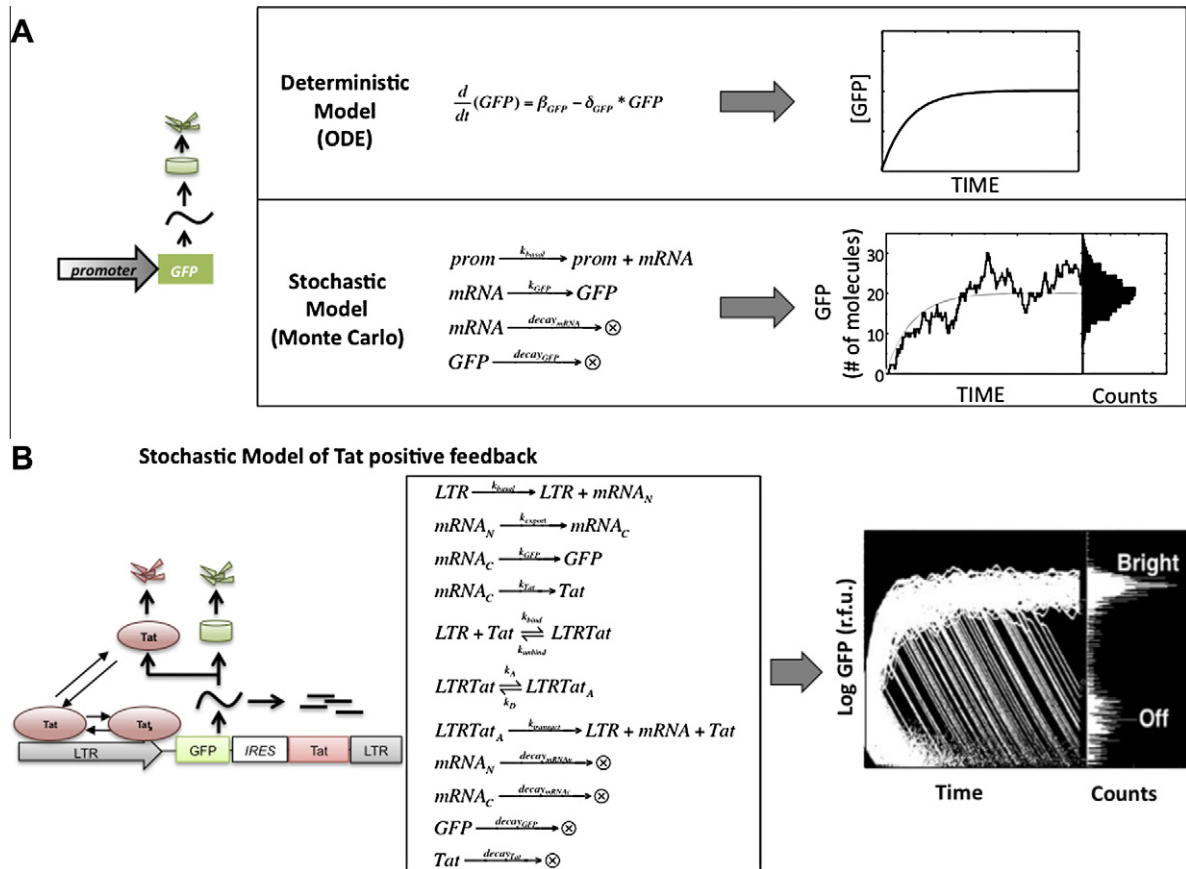 A
promoter
GFP
Deterministic
Model
(ODE)
d/dt (GFP) = β_GFP − δ_GFP * GFP
[GFP]
TIME
Stochastic
Model
(Monte Carlo)
prom —k_basal→ prom + mRNA
mRNA —k_GFP→ GFP
mRNA —decay_mRNA→ ⊗
GFP —decay_GFP→ ⊗
GFP
(# of molecules)
30
20
10
0
TIME
Counts
B
Stochastic Model of Tat positive feedback
Tat
Tat
Tat
LTR
GFP
IRES
Tat
LTR
LTR —k_basal→ LTR + mRNA_N
mRNA_N —k_export→ mRNA_C
mRNA_C —k_GFP→ GFP
mRNA_C —k_Tat→ Tat
LTR + Tat k_bind ⇌ k_unbind LTRTat
LTRTat k_A ⇌ k_D LTRTat_A
LTRTat_A —k_transact→ LTR + mRNA + Tat
mRNA_N —decay_mRNAn→ ⊗
mRNA_C —decay_mRNAc→ ⊗
GFP —decay_GFP→ ⊗
Tat —decay_Tat→ ⊗
Log GFP (r.f.u.)
Bright
Off
Time
Counts